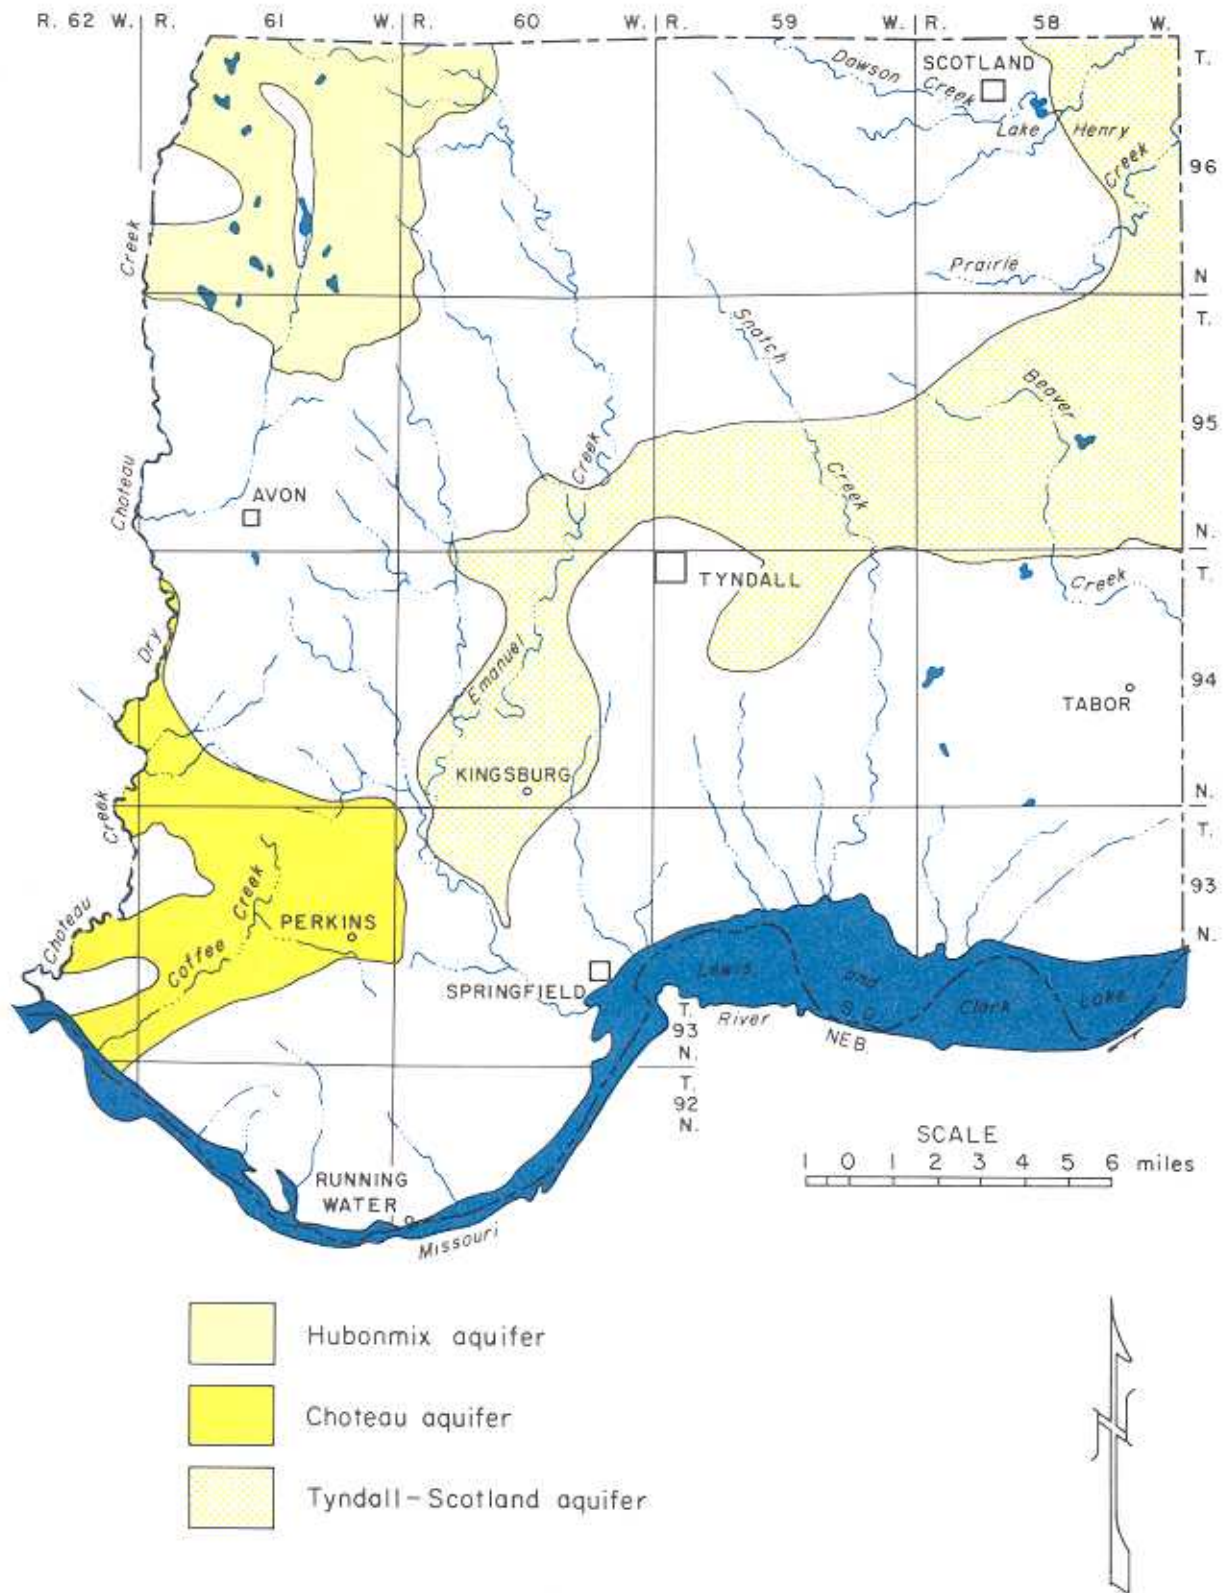 R. 62 W. R. 61 W. R. 60 W. R. 59 W. R. 58 W.
T.
96
N
T.
95
N.
T.
94
N.
T.
93
N.
Dawson
Creek
SCOTLAND
Lake Henry
Creek
Prairie
Creek
Snatch
Creek
Beaver
Creek
Creek
Choteau
AVON
TYNDALL
Dry
Emanuel
TABOR
KINGSBURG
Creek
Choteau
Coffee
Creek
PERKINS
SPRINGFIELD
Lewis and Clark Lake
S. D.
NEB.
River
T.
93
N.
T.
92
N.
RUNNING
WATER
Missouri
SCALE
1 0 1 2 3 4 5 6 miles
Hubonmix aquifer
Choteau aquifer
Tyndall-Scotland aquifer